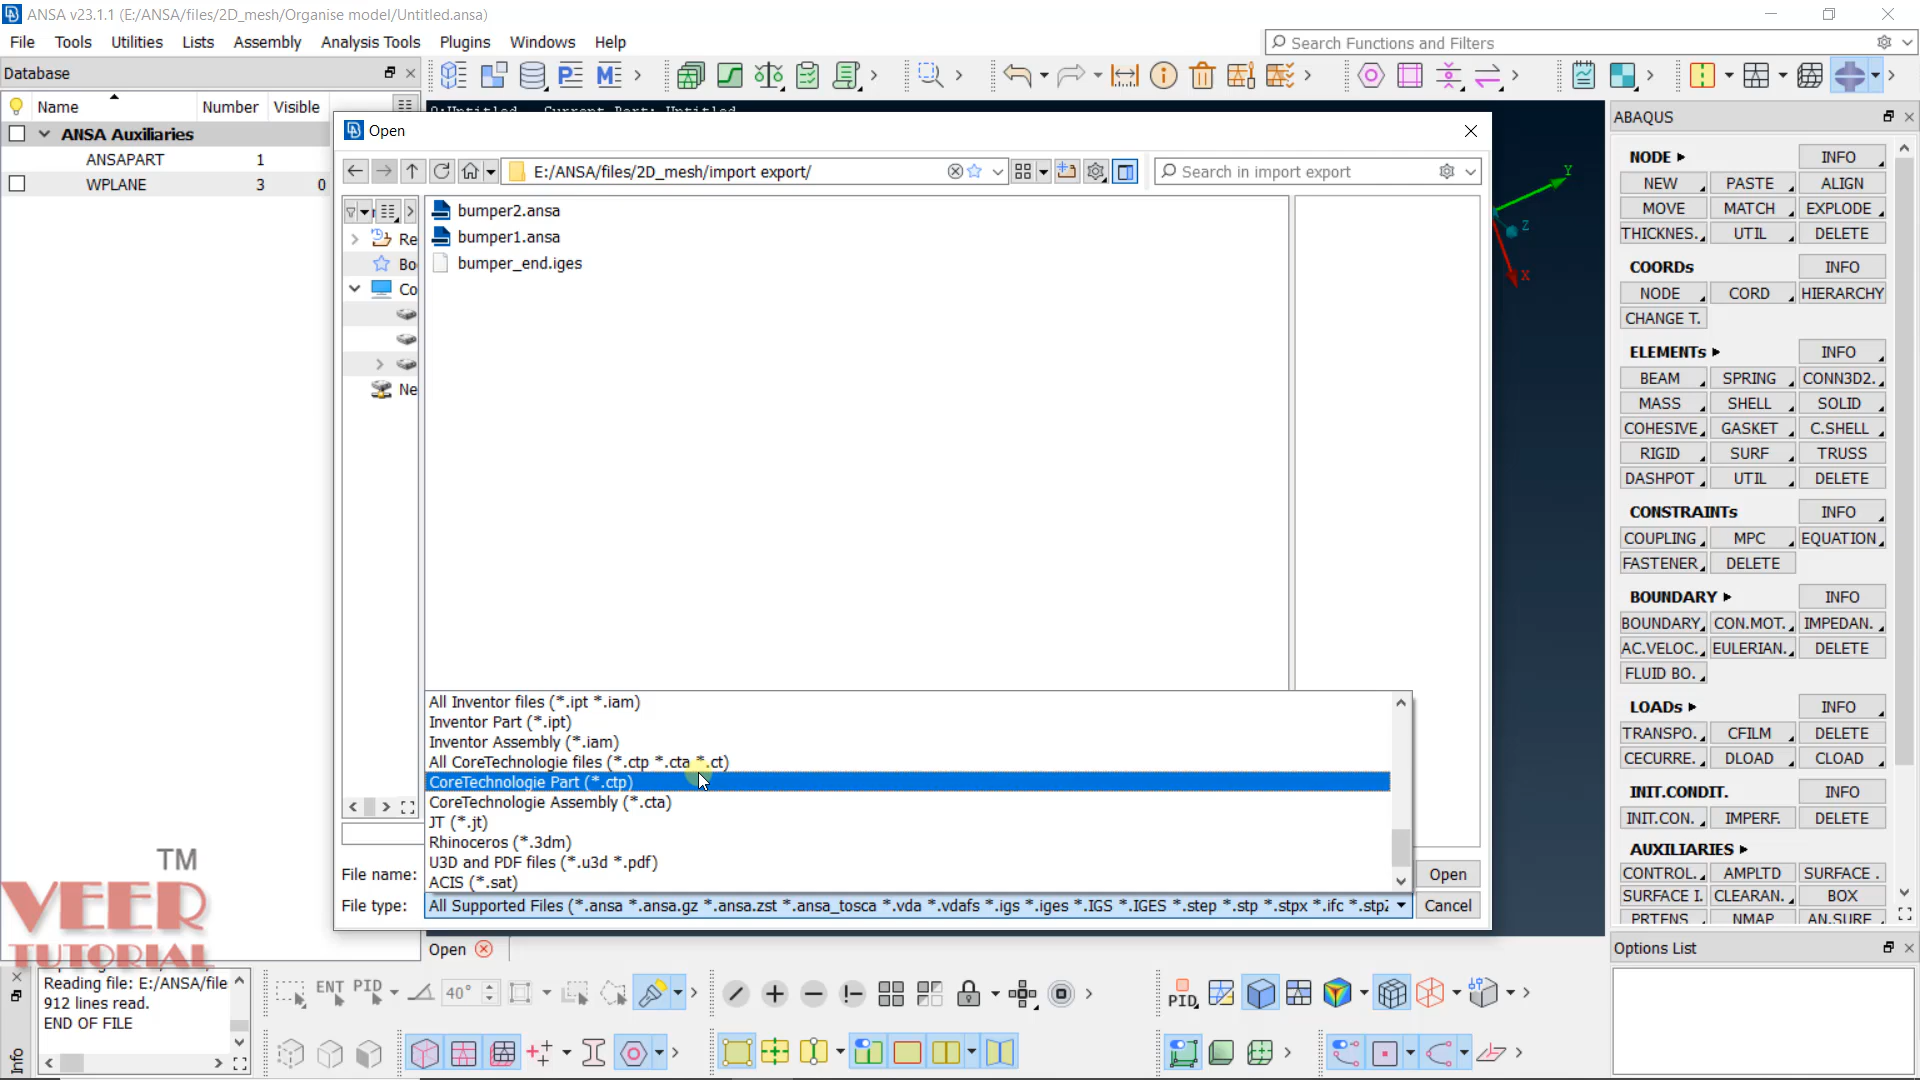 ANSA v23.1.1 (E:/ANSA/files/2D_mesh/Organise model/Untitled.ansa)
File Tools Utilities Lists Assembly Analysis Tools Plugins Windows Help
Search Functions and Filters
Database
Name Number Visible
ANSA Auxiliaries
ANSAPART 1
WPLANE 3 0
Open
E:/ANSA/files/2D_mesh/import export/
Search in import export
bumper2.ansa
bumper1.ansa
bumper_end.iges
Re
Bo
Co
Ne
All Inventor files (*.ipt *.iam)
Inventor Part (*.ipt)
Inventor Assembly (*.iam)
All CoreTechnologie files (*.ctp *.cta *.ct)
CoreTechnologie Part (*.ctp)
CoreTechnologie Assembly (*.cta)
JT (*.jt)
Rhinoceros (*.3dm)
U3D and PDF files (*.u3d *.pdf)
ACIS (*.sat)
File name:
Open
File type:
All Supported Files (*.ansa *.ansa.gz *.ansa.zst *.ansa_tosca *.vda *.vdafs *.igs *.iges *.IGS *.IGES *.step *.stp *.stpx *.ifc *.stpz
Cancel
Y
Z
X
ABAQUS
NODE INFO
NEW PASTE ALIGN
MOVE MATCH EXPLODE
THICKNES. UTIL DELETE
COORDs INFO
NODE CORD HIERARCHY
CHANGE T.
ELEMENTs INFO
BEAM SPRING CONN3D2.
MASS SHELL SOLID
COHESIVE GASKET C.SHELL
RIGID SURF TRUSS
DASHPOT UTIL DELETE
CONSTRAINTs INFO
COUPLING MPC EQUATION
FASTENER DELETE
BOUNDARY INFO
BOUNDARY CON.MOT. IMPEDAN.
AC.VELOC. EULERIAN. DELETE
FLUID BO.
LOADs INFO
TRANSPO. CFILM DELETE
CECURRE. DLOAD CLOAD
INIT.CONDIT. INFO
INIT.CON. IMPERF. DELETE
AUXILIARIES
CONTROL. AMPLTD SURFACE .
SURFACE I. CLEARAN. BOX
PRTENS NMAP AN.SURF
Options List
TM
VEER
TUTORIAL
Open
Reading file: E:/ANSA/file
912 lines read.
END OF FILE
Info
ENT PID 40°
PID